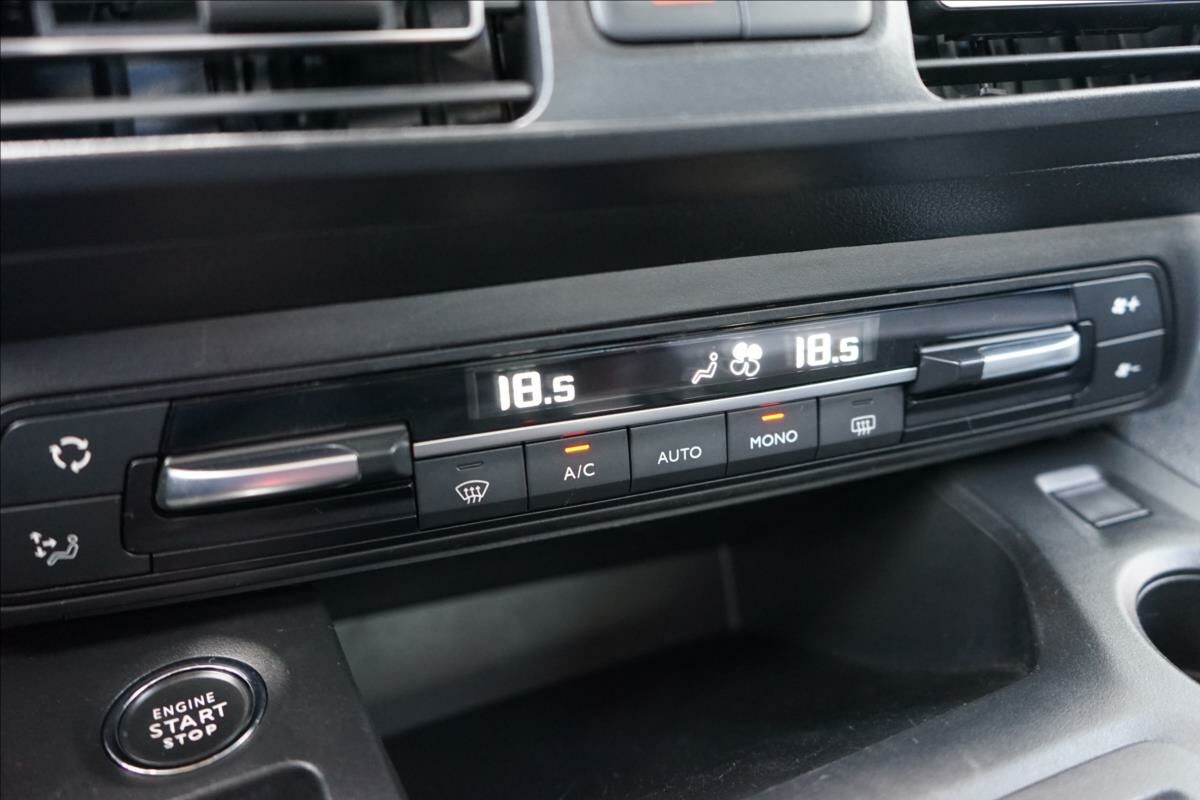 18.5
18.5
A/C
AUTO
MONO
ENGINE
START
STOP